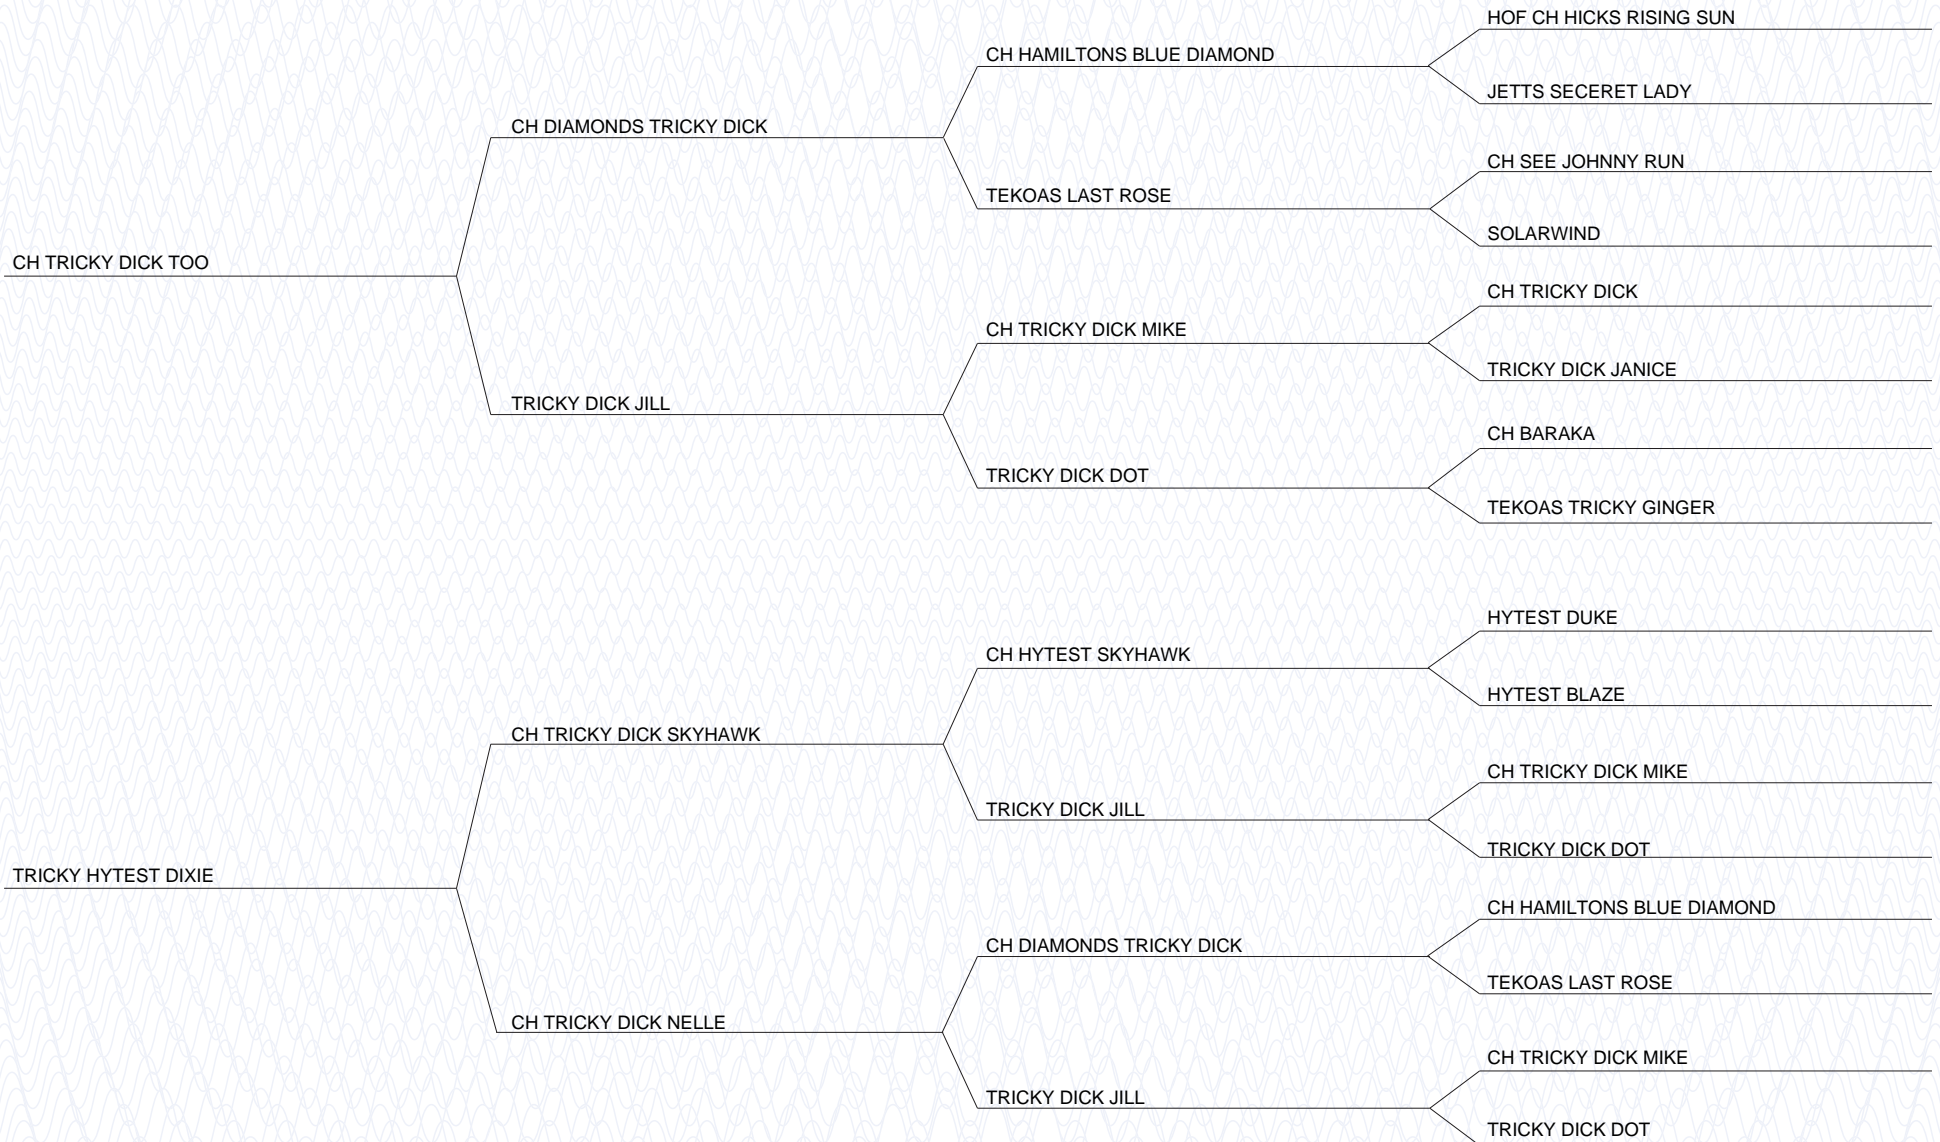 HOF CH HICKS RISING SUN
CH HAMILTONS BLUE DIAMOND
JETTS SECERET LADY
CH DIAMONDS TRICKY DICK
CH SEE JOHNNY RUN
TEKOAS LAST ROSE
SOLARWIND
CH TRICKY DICK TOO
CH TRICKY DICK
CH TRICKY DICK MIKE
TRICKY DICK JANICE
TRICKY DICK JILL
CH BARAKA
TRICKY DICK DOT
TEKOAS TRICKY GINGER
HYTEST DUKE
CH HYTEST SKYHAWK
HYTEST BLAZE
CH TRICKY DICK SKYHAWK
CH TRICKY DICK MIKE
TRICKY DICK JILL
TRICKY DICK DOT
TRICKY HYTEST DIXIE
CH HAMILTONS BLUE DIAMOND
CH DIAMONDS TRICKY DICK
TEKOAS LAST ROSE
CH TRICKY DICK NELLE
CH TRICKY DICK MIKE
TRICKY DICK JILL
TRICKY DICK DOT